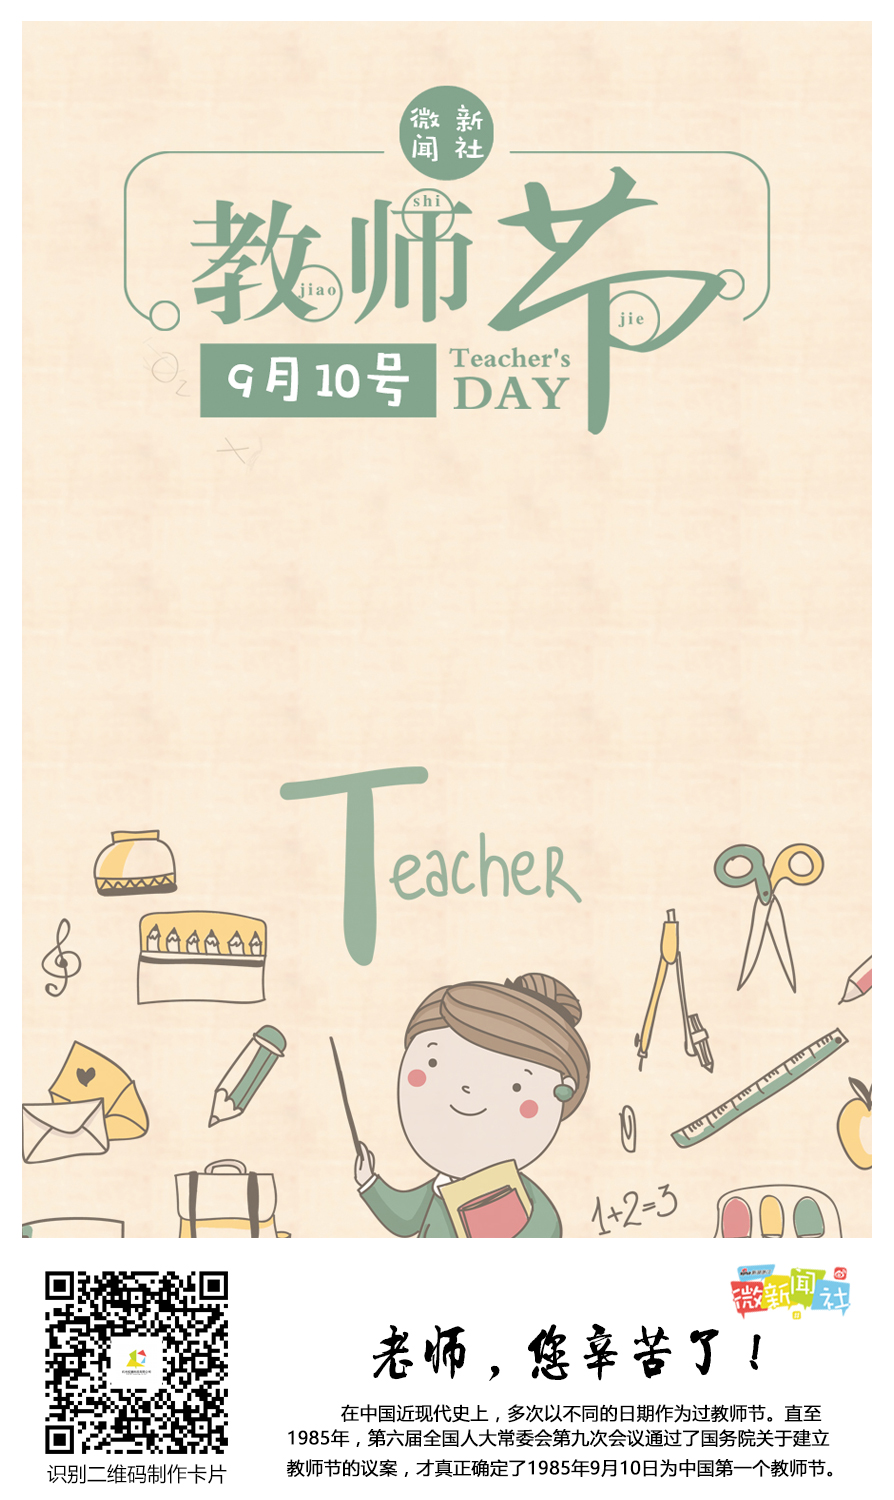 微 新
闻 社
教师节
shi
jiao
jie
9月10号
Teacher's
DAY
Teacher
1+2=3
微新闻社
老师，您辛苦了！
在中国近现代史上，多次以不同的日期作为过教师节。直至
1985年，第六届全国人大常委会第九次会议通过了国务院关于建立
教师节的议案，才真正确定了1985年9月10日为中国第一个教师节。
识别二维码制作卡片